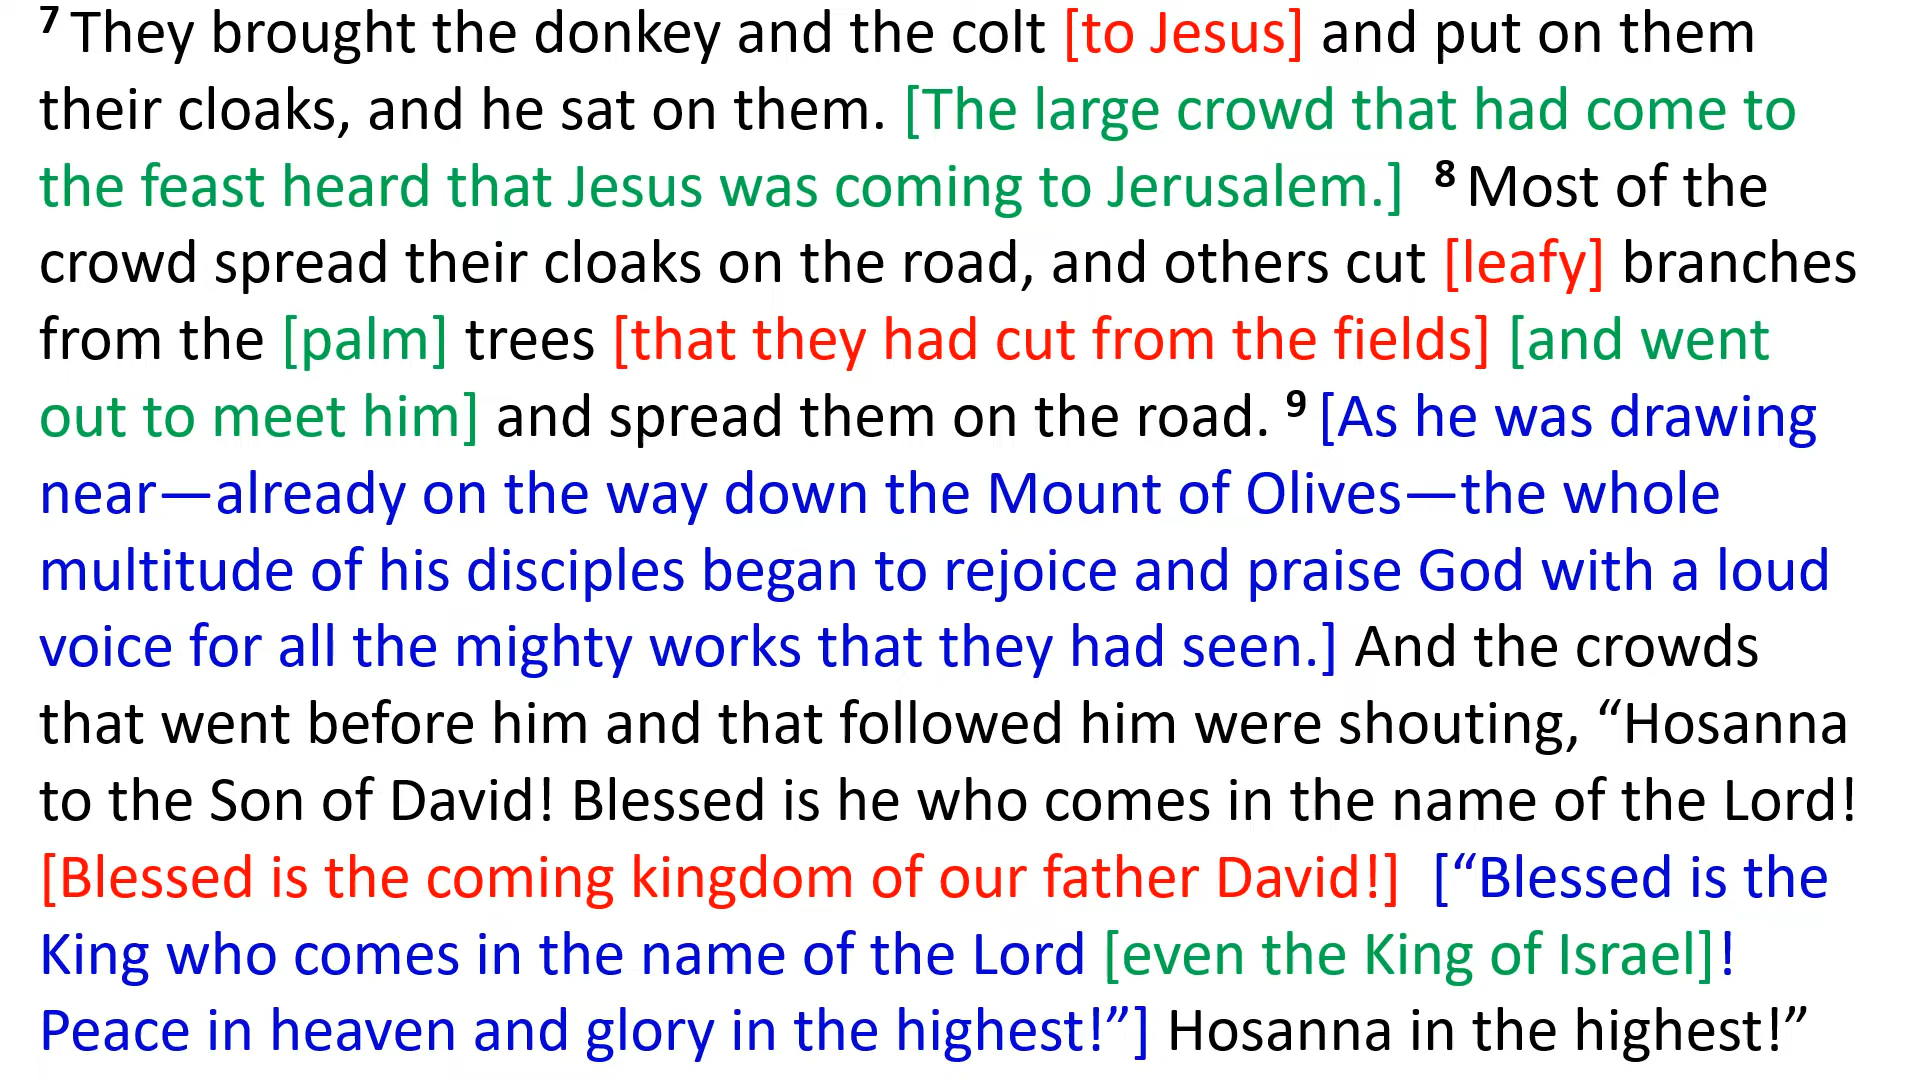 7 They brought the donkey and the colt [to Jesus] and put on them
their cloaks, and he sat on them. [The large crowd that had come to
the feast heard that Jesus was coming to Jerusalem.] 8 Most of the
crowd spread their cloaks on the road, and others cut [leafy] branches
from the [palm] trees [that they had cut from the fields] [and went
out to meet him] and spread them on the road. 9 [As he was drawing
near—already on the way down the Mount of Olives—the whole
multitude of his disciples began to rejoice and praise God with a loud
voice for all the mighty works that they had seen.] And the crowds
that went before him and that followed him were shouting, “Hosanna
to the Son of David! Blessed is he who comes in the name of the Lord!
[Blessed is the coming kingdom of our father David!] [“Blessed is the
King who comes in the name of the Lord [even the King of Israel]!
Peace in heaven and glory in the highest!”] Hosanna in the highest!”